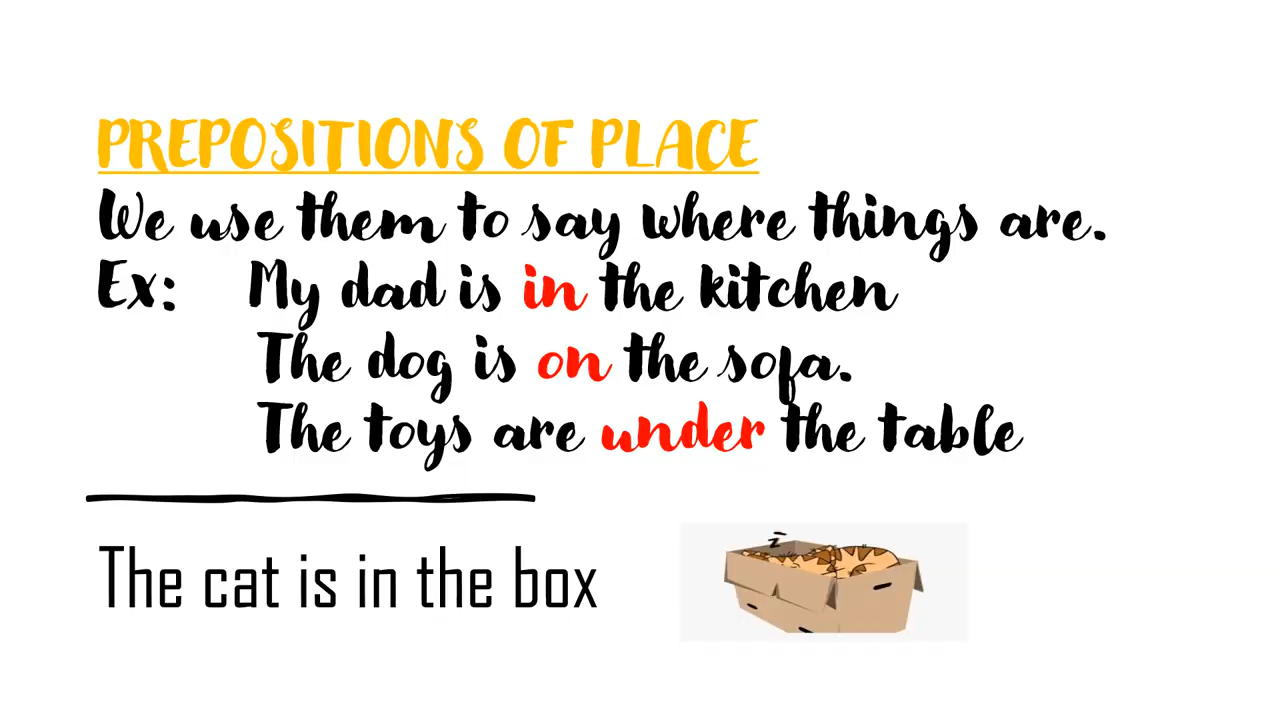 PREPOSITIONS OF PLACE
We use them to say where things are.
Ex: My dad is in the kitchen
The dog is on the sofa.
The toys are under the table
The cat is in the box
z